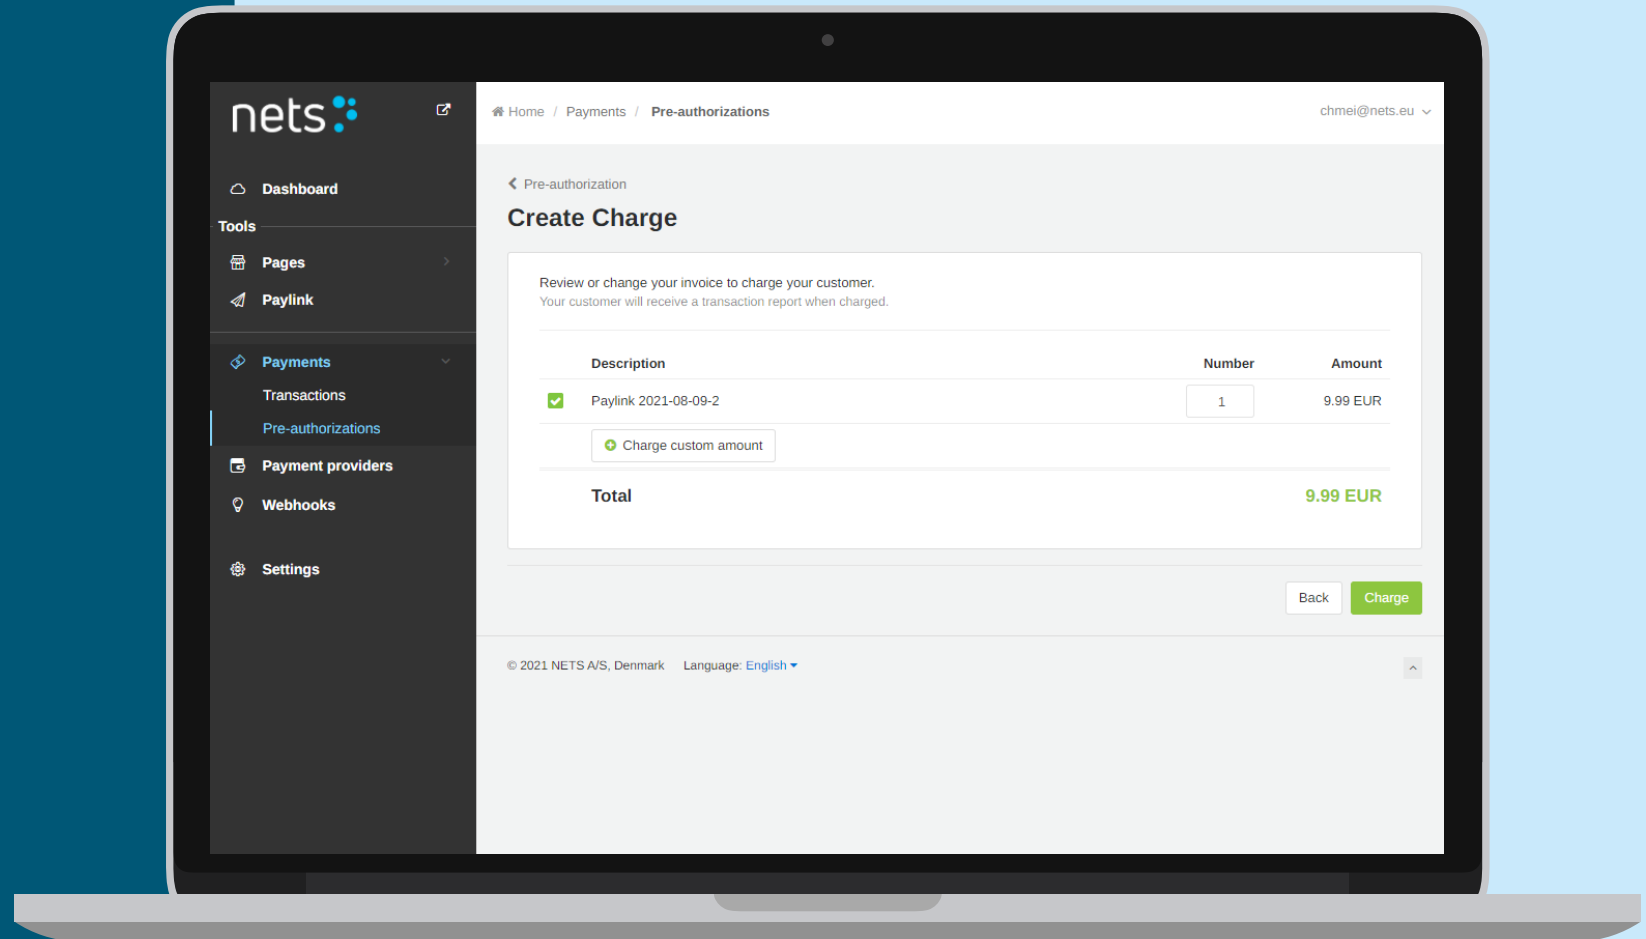 nets
Dashboard
Tools
Pages
Paylink
Payments
Transactions
Pre-authorizations
Payment providers
Webhooks
Settings
Home / Payments / Pre-authorizations
chmei@nets.eu
Pre-authorization
Create Charge
Review or change your invoice to charge your customer.
Your customer will receive a transaction report when charged.
Description Number Amount
Paylink 2021-08-09-2 1 9.99 EUR
Charge custom amount
Total 9.99 EUR
Back Charge
© 2021 NETS A/S, Denmark Language: English